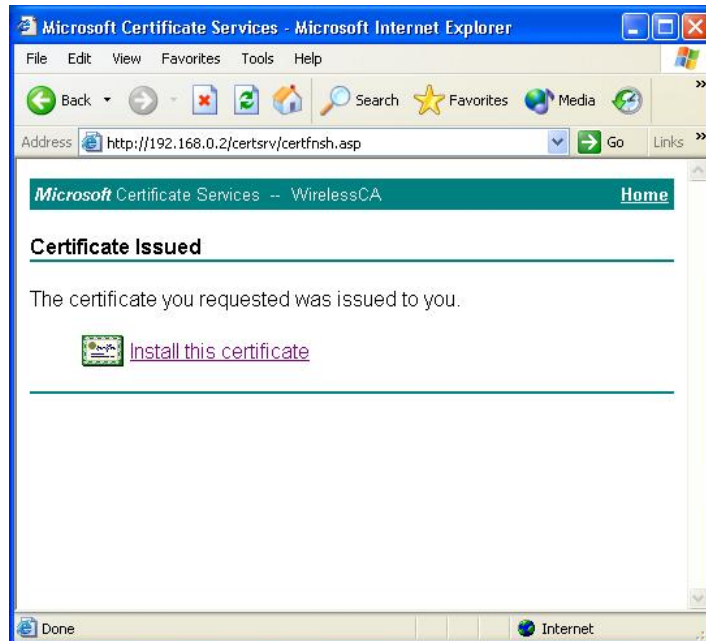 Microsoft Certificate Services - Microsoft Internet Explorer
File Edit View Favorites Tools Help
Back Search Favorites Media »
Address http://192.168.0.2/certsrv/certfnsh.asp Go Links »
Microsoft Certificate Services -- WirelessCA Home
Certificate Issued
The certificate you requested was issued to you.
Install this certificate
Done Internet